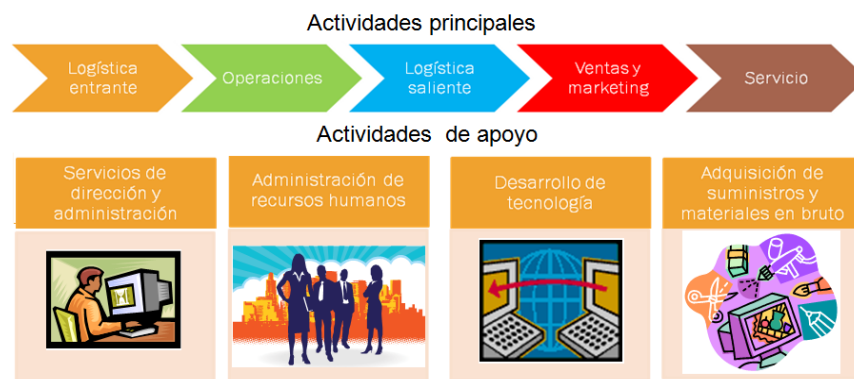 Actividades principales
Logística
entrante
Operaciones
Logística
saliente
Ventas y
marketing
Servicio
Actividades de apoyo
Servicios de
dirección y
administración
Administración de
recursos humanos
Desarrollo de
tecnología
Adquisición de
suministros y
materiales en bruto